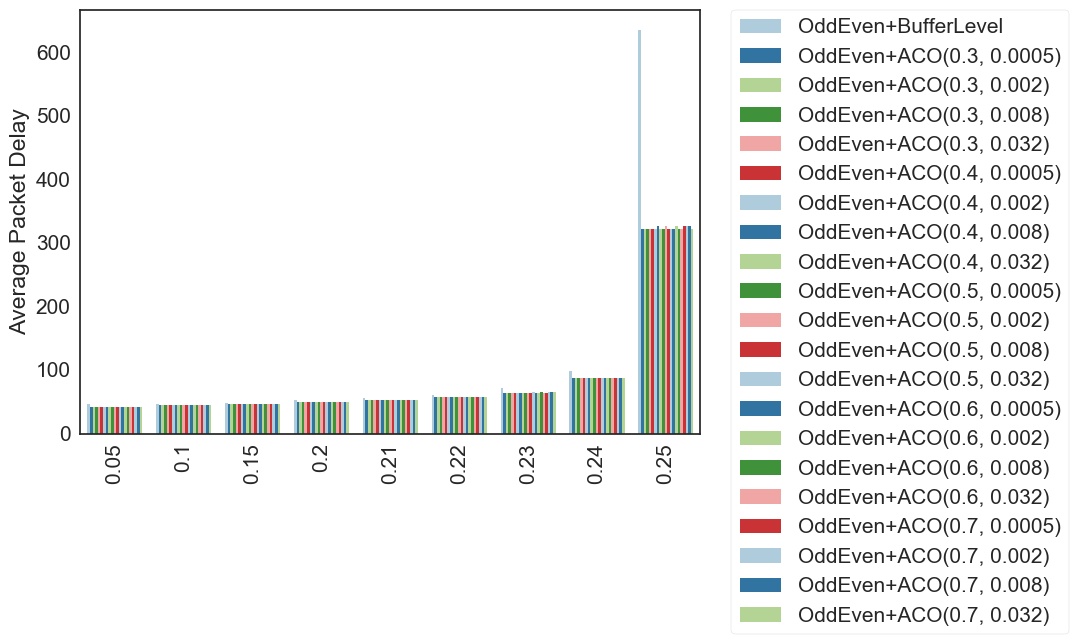 Average Packet Delay
600
500
400
300
200
100
0
0.05
0.1
0.15
0.2
0.21
0.22
0.23
0.24
0.25
OddEven+BufferLevel
OddEven+ACO(0.3, 0.0005)
OddEven+ACO(0.3, 0.002)
OddEven+ACO(0.3, 0.008)
OddEven+ACO(0.3, 0.032)
OddEven+ACO(0.4, 0.0005)
OddEven+ACO(0.4, 0.002)
OddEven+ACO(0.4, 0.008)
OddEven+ACO(0.4, 0.032)
OddEven+ACO(0.5, 0.0005)
OddEven+ACO(0.5, 0.002)
OddEven+ACO(0.5, 0.008)
OddEven+ACO(0.5, 0.032)
OddEven+ACO(0.6, 0.0005)
OddEven+ACO(0.6, 0.002)
OddEven+ACO(0.6, 0.008)
OddEven+ACO(0.6, 0.032)
OddEven+ACO(0.7, 0.0005)
OddEven+ACO(0.7, 0.002)
OddEven+ACO(0.7, 0.008)
OddEven+ACO(0.7, 0.032)